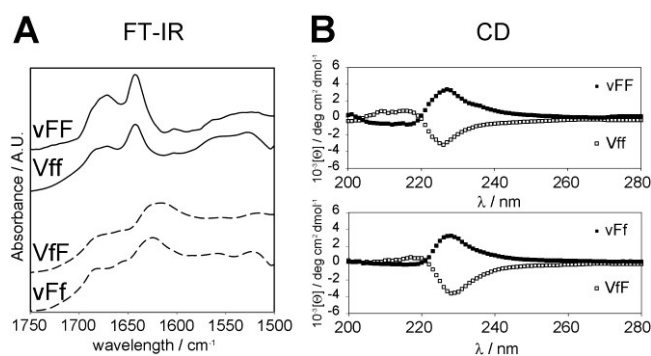 A FT-IR
Absorbance / A.U.
vFF
Vff
VfF
vFf
1750 1700 1650 1600 1550 1500
wavelength / cm⁻¹
B CD
10⁻³[Θ] / deg cm² dmol⁻¹
6
4
2
0
-2
-4
-6
200 220 240 260 280
λ / nm
vFF
Vff
10⁻³[Θ] / deg cm² dmol⁻¹
6
4
2
0
-2
-4
-6
200 220 240 260 280
λ / nm
vFf
VfF